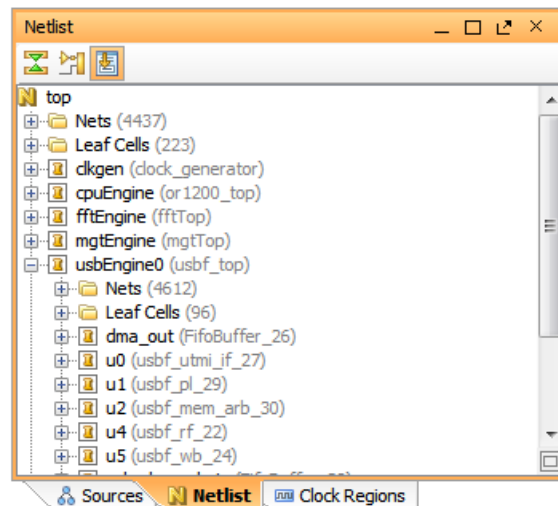 Netlist
top
Nets (4437)
Leaf Cells (223)
clkgen (clock_generator)
cpuEngine (or1200_top)
fftEngine (fftTop)
mgtEngine (mgtTop)
usbEngine0 (usbf_top)
Nets (4612)
Leaf Cells (96)
dma_out (FifoBuffer_26)
u0 (usbf_utmi_if_27)
u1 (usbf_pl_29)
u2 (usbf_mem_arb_30)
u4 (usbf_rf_22)
u5 (usbf_wb_24)
Sources Netlist Clock Regions